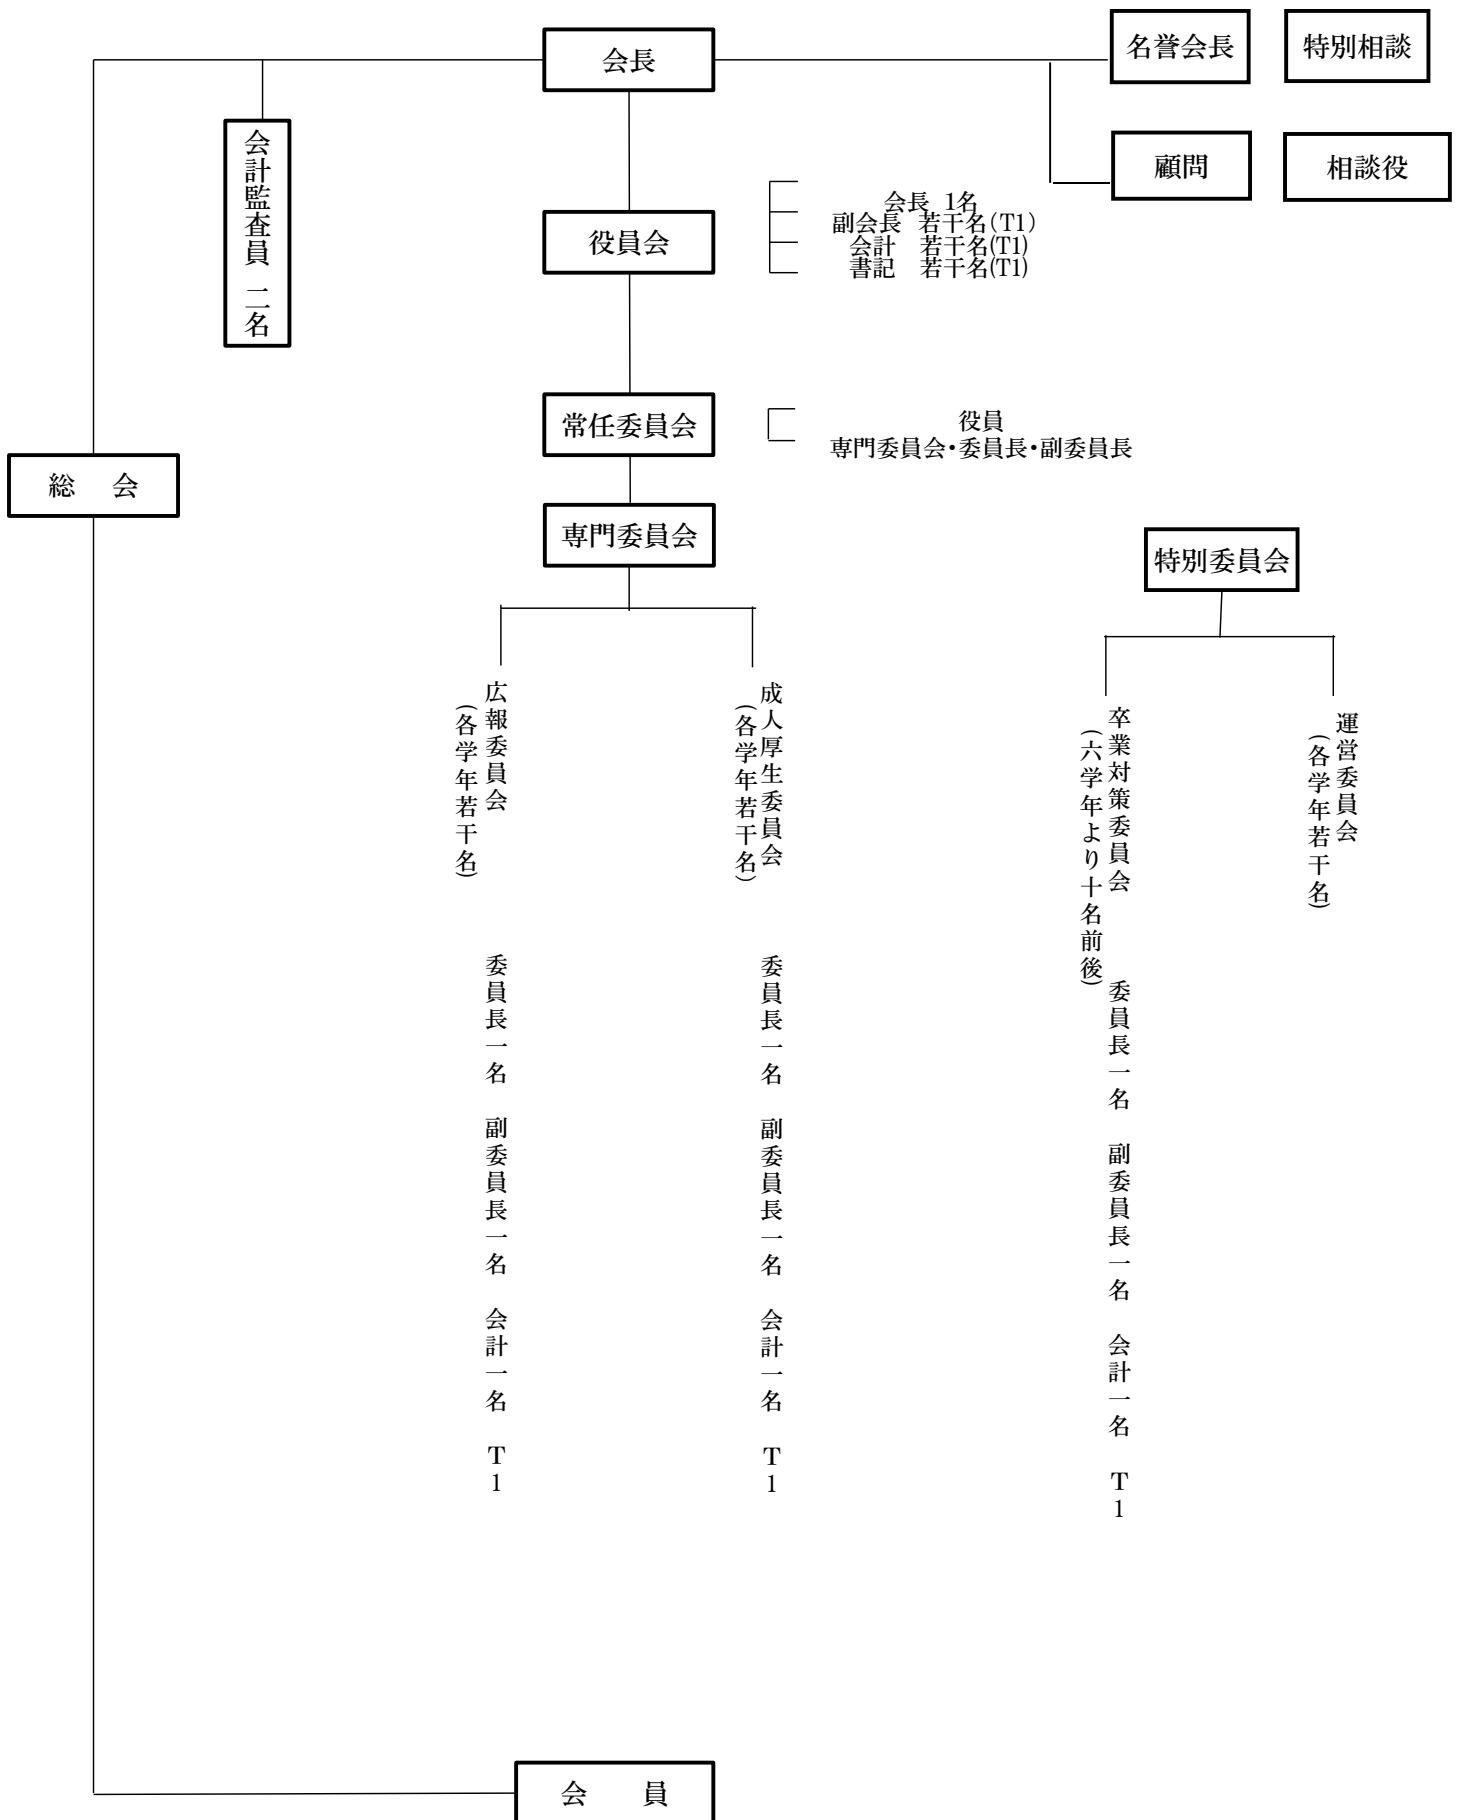 会長
名誉会長
特別相談
顧問
相談役
会計監査員 二名
役員会
会長 1名
副会長 若干名(T1)
会計 若干名(T1)
書記 若干名(T1)
常任委員会
役員
専門委員会・委員長・副委員長
総 会
専門委員会
特別委員会
広報委員会 委員長一名 副委員長一名 会計一名 T1
(各学年若干名)
成人厚生委員会 委員長一名 副委員長一名 会計一名 T1
(各学年若干名)
卒業対策委員会 委員長一名 副委員長一名 会計一名 T1
(六学年より十名前後)
運営委員会
(各学年若干名)
会 員